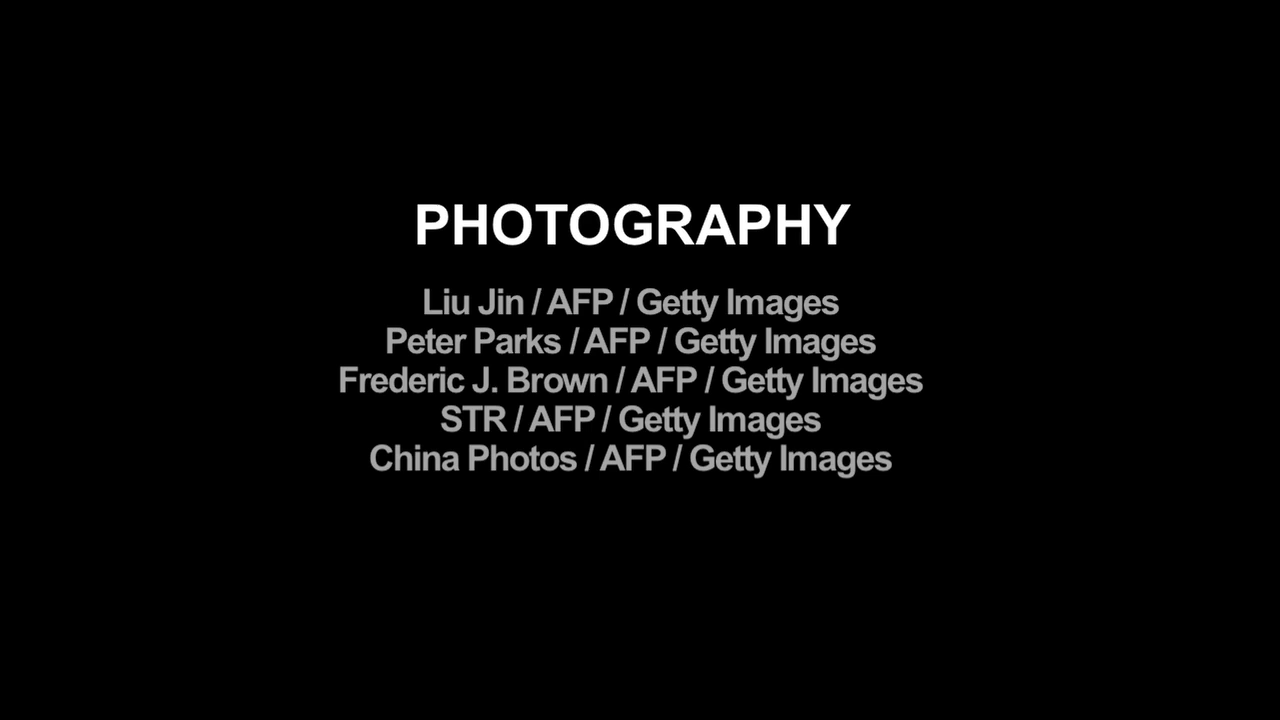 PHOTOGRAPHY
Liu Jin / AFP / Getty Images
Peter Parks / AFP / Getty Images
Frederic J. Brown / AFP / Getty Images
STR / AFP / Getty Images
China Photos / AFP / Getty Images